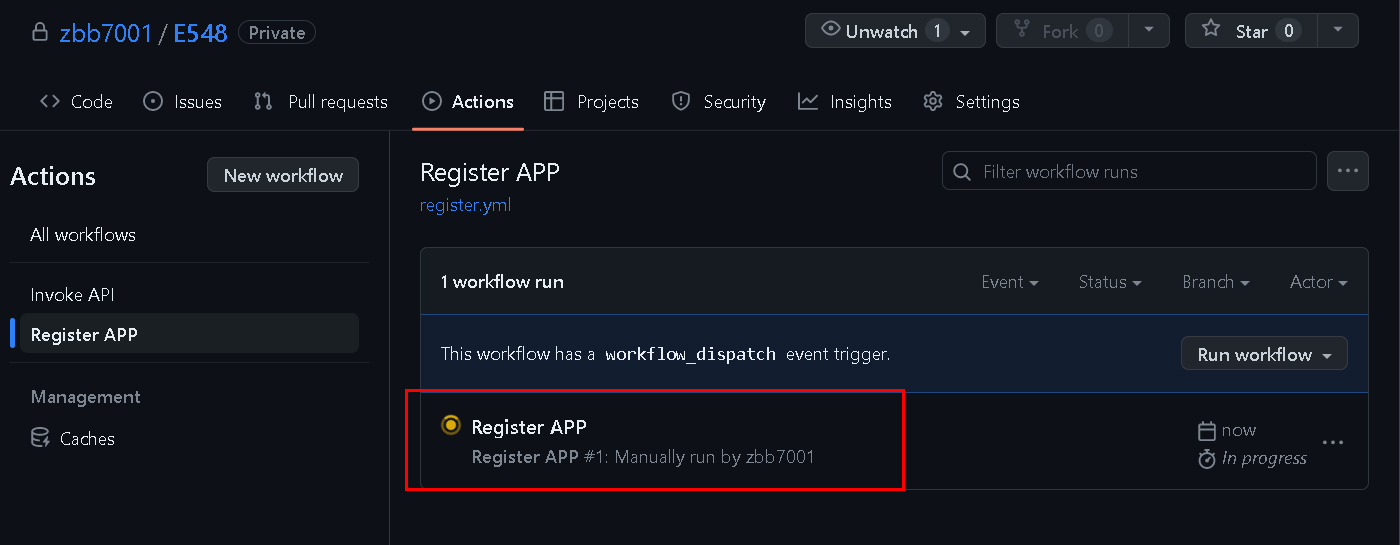 zbb7001 / E548 Private
Unwatch 1 Fork 0 Star 0
Code Issues Pull requests Actions Projects Security Insights Settings
Actions
New workflow
All workflows
Invoke API
Register APP
Management
Caches
Register APP
register.yml
Filter workflow runs
1 workflow run
Event Status Branch Actor
This workflow has a workflow_dispatch event trigger.
Run workflow
Register APP
Register APP #1: Manually run by zbb7001
now
In progress